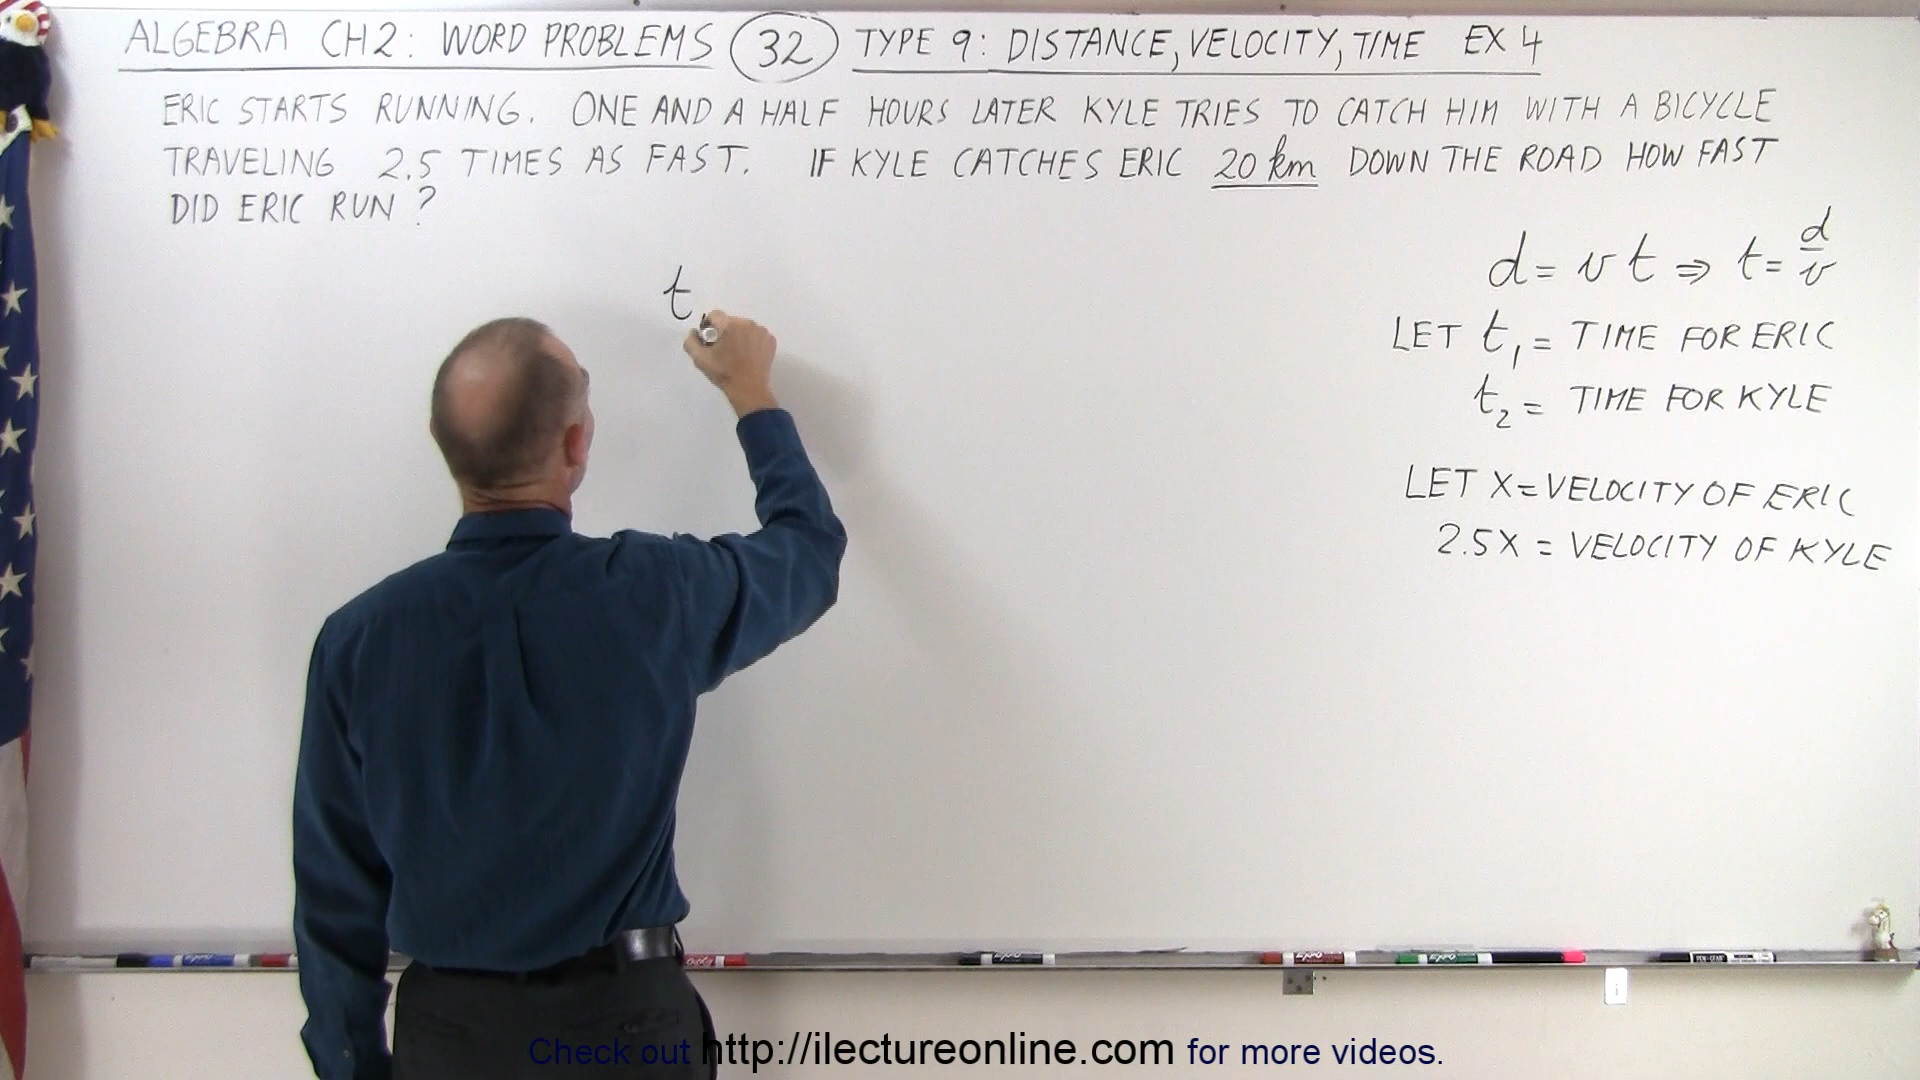 ALGEBRA CH2: WORD PROBLEMS 32 TYPE 9: DISTANCE, VELOCITY, TIME EX 4
ERIC STARTS RUNNING. ONE AND A HALF HOURS LATER KYLE TRIES TO CATCH HIM WITH A BICYCLE
TRAVELING 2.5 TIMES AS FAST. IF KYLE CATCHES ERIC 20 km DOWN THE ROAD HOW FAST
DID ERIC RUN?
d = v t ⇒ t = d/v
LET t₁ = TIME FOR ERIC
t₂ = TIME FOR KYLE
LET X = VELOCITY OF ERIC
2.5X = VELOCITY OF KYLE
t
Check out http://ilectureonline.com for more videos.